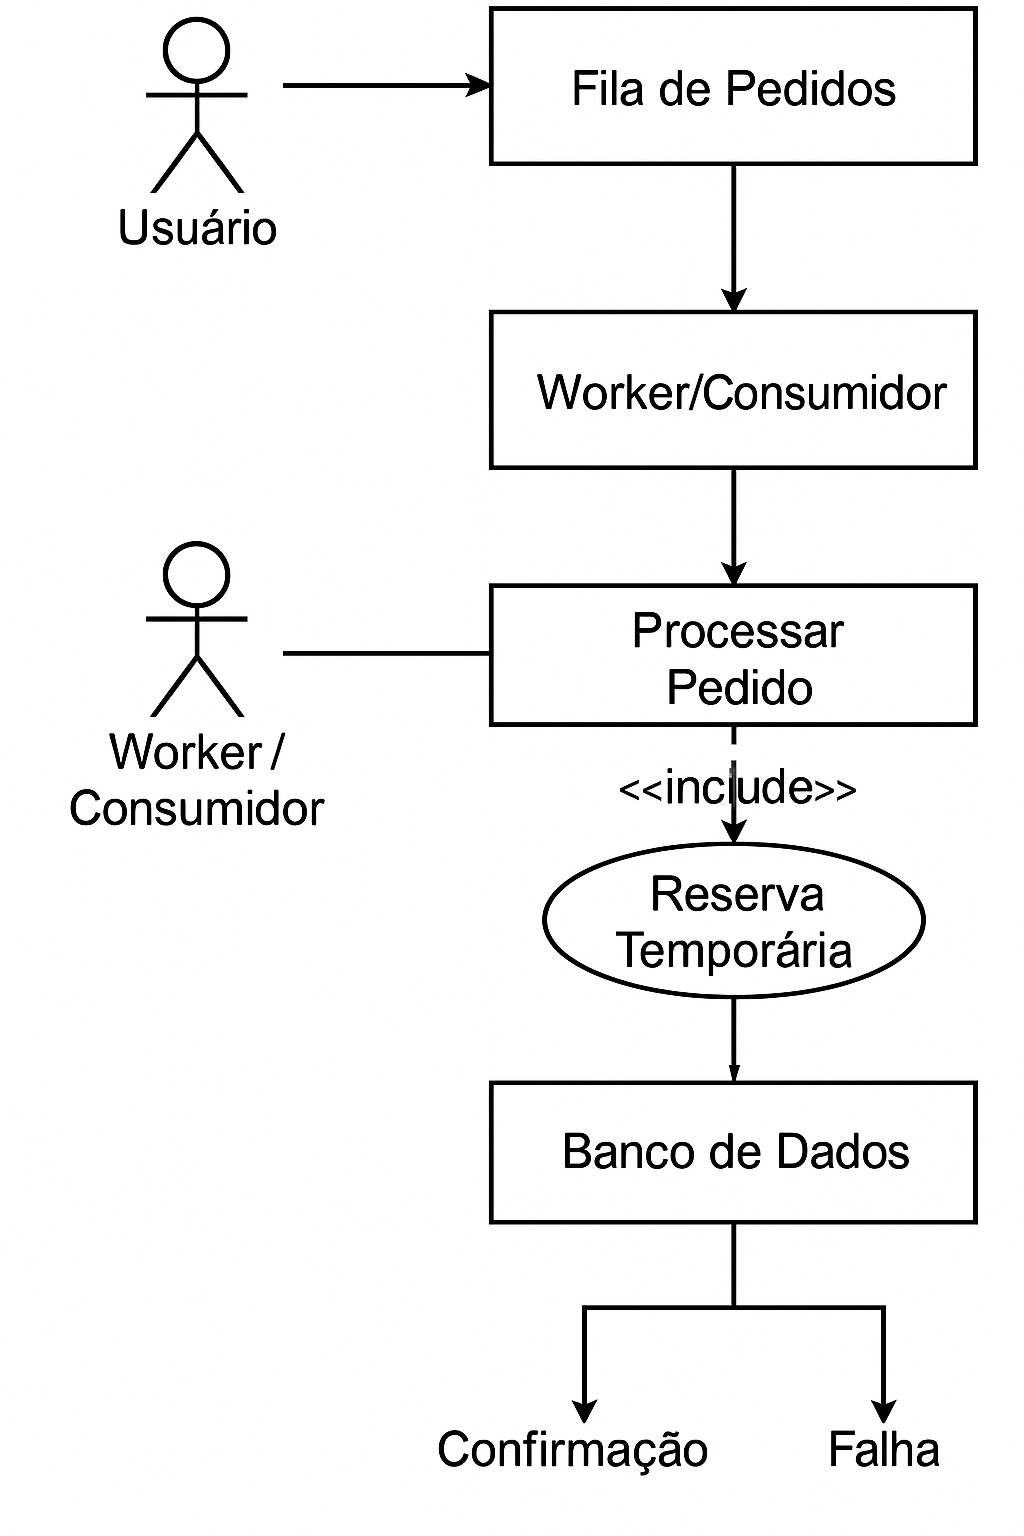 Fila de Pedidos
Usuário
Worker/Consumidor
Processar
Pedido
Worker /
Consumidor
<<include>>
Reserva
Temporária
Banco de Dados
Confirmação
Falha